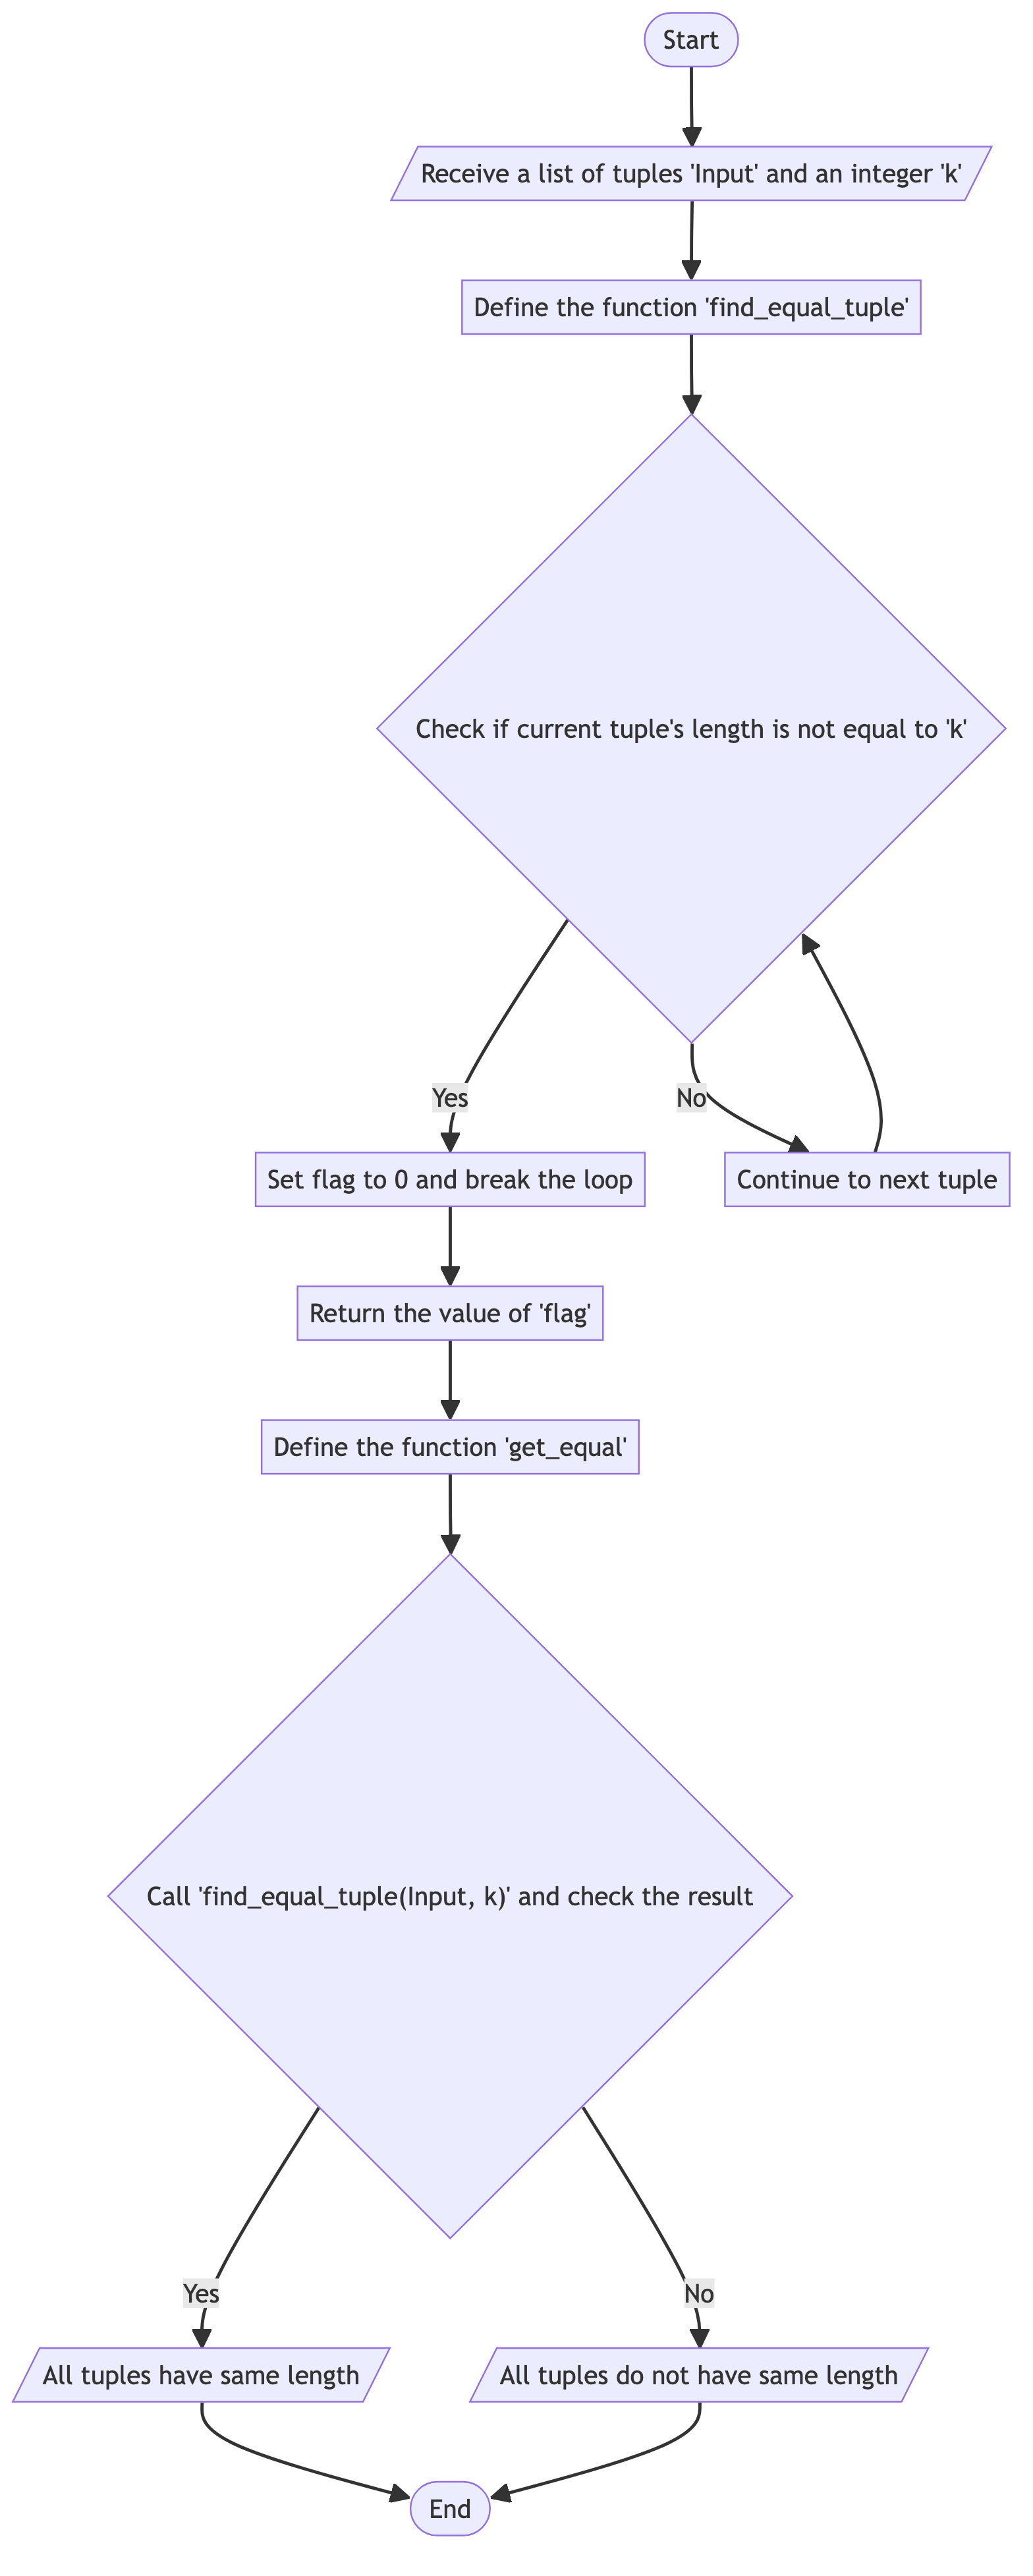 Start
Receive a list of tuples 'Input' and an integer 'k'
Define the function 'find_equal_tuple'
Check if current tuple's length is not equal to 'k'
Yes
No
Set flag to 0 and break the loop
Continue to next tuple
Return the value of 'flag'
Define the function 'get_equal'
Call 'find_equal_tuple(Input, k)' and check the result
Yes
No
All tuples have same length
All tuples do not have same length
End